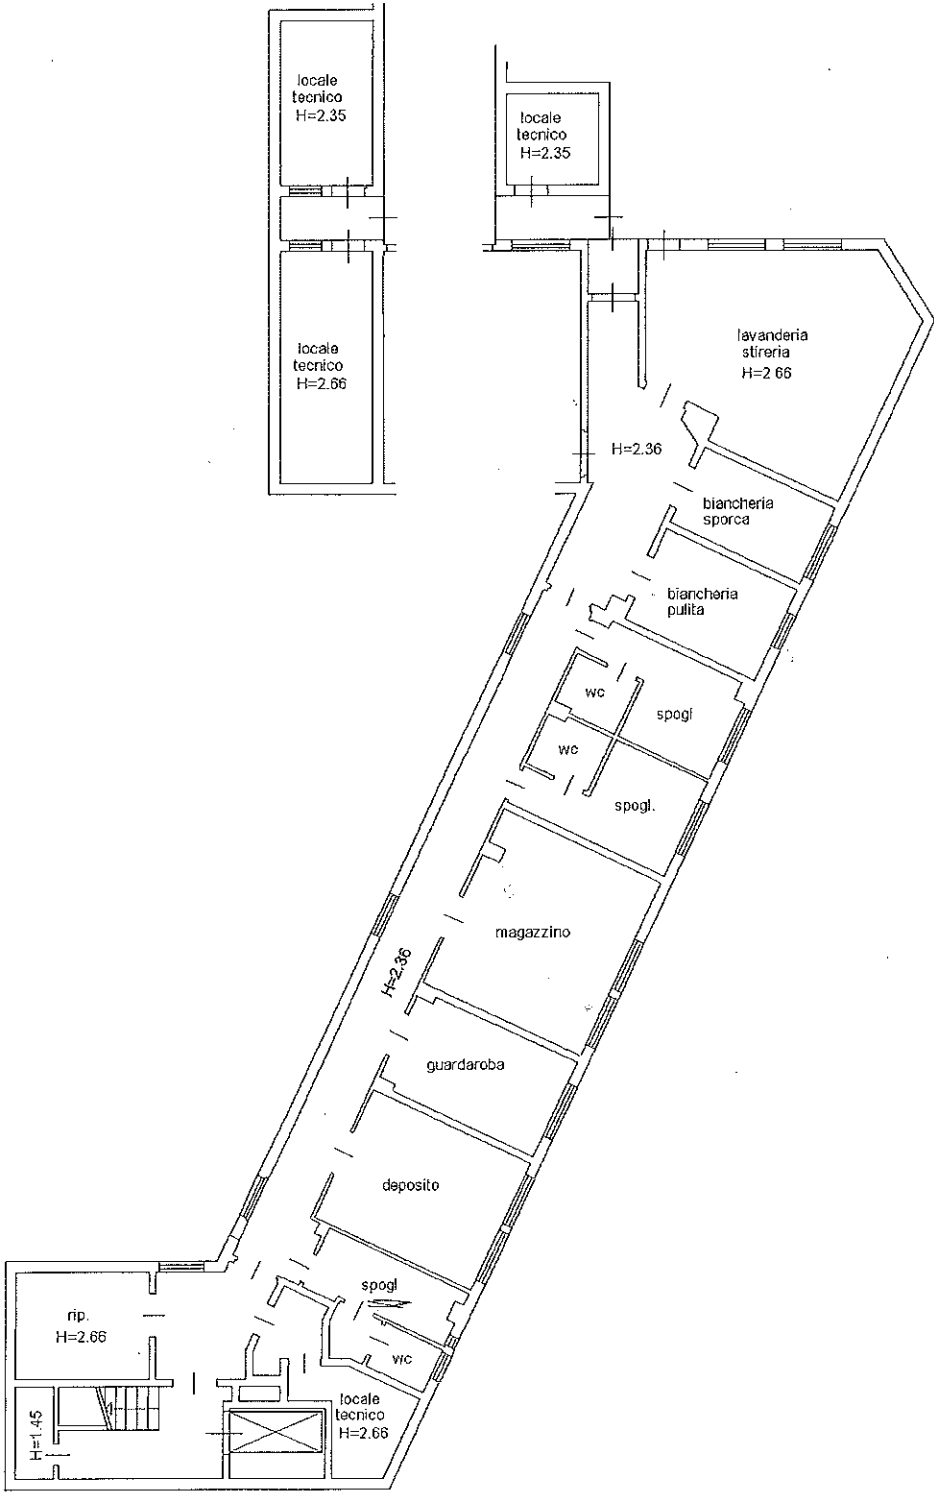 locale
tecnico
H=2.35
locale
tecnico
H=2.35
locale
tecnico
H=2.66
lavanderia
stireria
H=2 66
H=2.36
biancheria
sporca
biancheria
pulita
wc
spogl
wc
spogl.
magazzino
H=2.36
guardaroba
deposito
spogl
rip.
H=2.66
wc
locale
tecnico
H=2.66
H=1.45